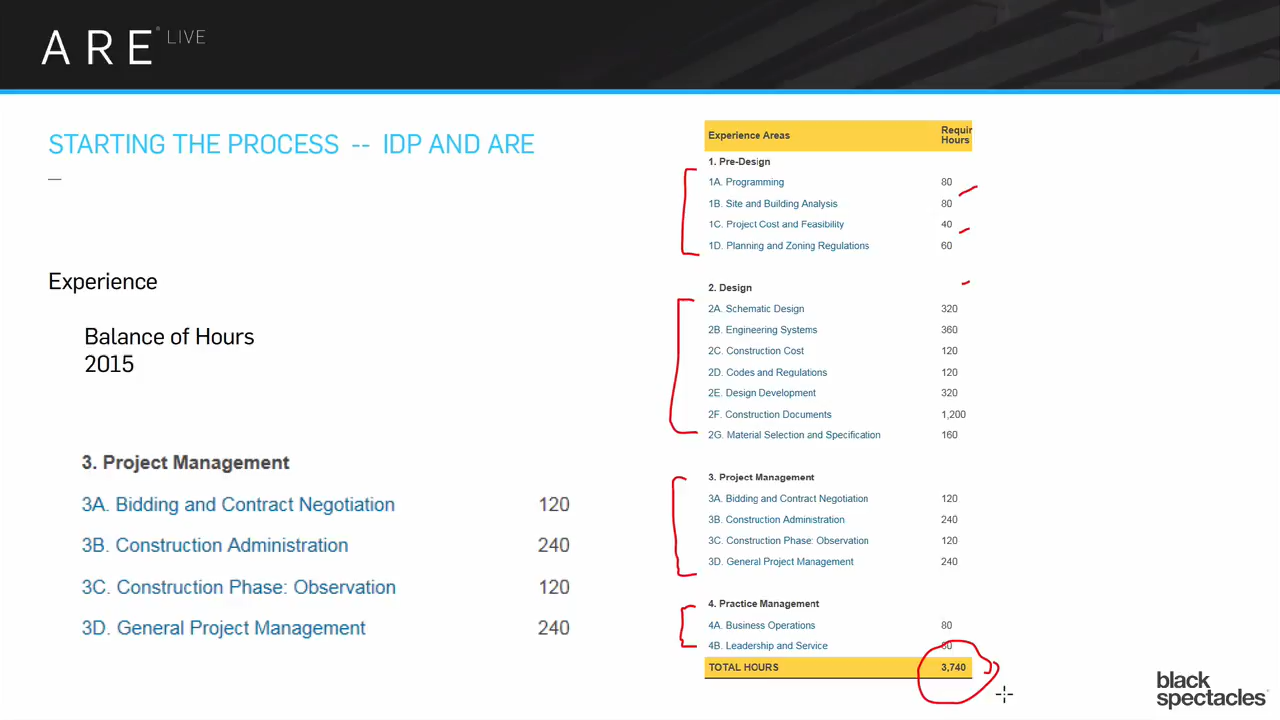 ARE LIVE
STARTING THE PROCESS -- IDP AND ARE
Experience
Balance of Hours
2015
3. Project Management
3A. Bidding and Contract Negotiation 120
3B. Construction Administration 240
3C. Construction Phase: Observation 120
3D. General Project Management 240
Experience Areas
Requir
Hours
1. Pre-Design
1A. Programming 80
1B. Site and Building Analysis 80
1C. Project Cost and Feasibility 40
1D. Planning and Zoning Regulations 60
2. Design
2A. Schematic Design 320
2B. Engineering Systems 360
2C. Construction Cost 120
2D. Codes and Regulations 120
2E. Design Development 320
2F. Construction Documents 1,200
2G. Material Selection and Specification 160
3. Project Management
3A. Bidding and Contract Negotiation 120
3B. Construction Administration 240
3C. Construction Phase: Observation 120
3D. General Project Management 240
4. Practice Management
4A. Business Operations 80
4B. Leadership and Service
TOTAL HOURS 3,740
black
spectacles